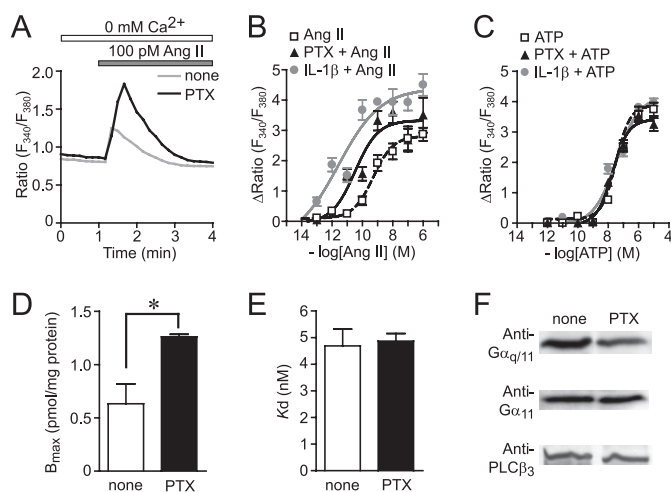 A
0 mM Ca2+
100 pM Ang II
none
PTX
Ratio (F340/F380)
2.0
1.5
1.0
0.5
0
0 1 2 3 4
Time (min)
B
Ang II
PTX + Ang II
IL-1β + Ang II
ΔRatio (F340/F380)
5
4
3
2
1
0
14 12 10 8 6
- log[Ang II] (M)
C
ATP
PTX + ATP
IL-1β + ATP
ΔRatio (F340/F380)
5
4
3
2
1
0
14 12 10 8 6
- log[ATP] (M)
D
Bmax (pmol/mg protein)
1.5
1.0
0.5
0
*
none PTX
E
Kd (nM)
6
5
4
3
2
1
0
none PTX
F
none PTX
Anti-
Gαq/11
Anti-
Gα11
Anti-
PLCβ3